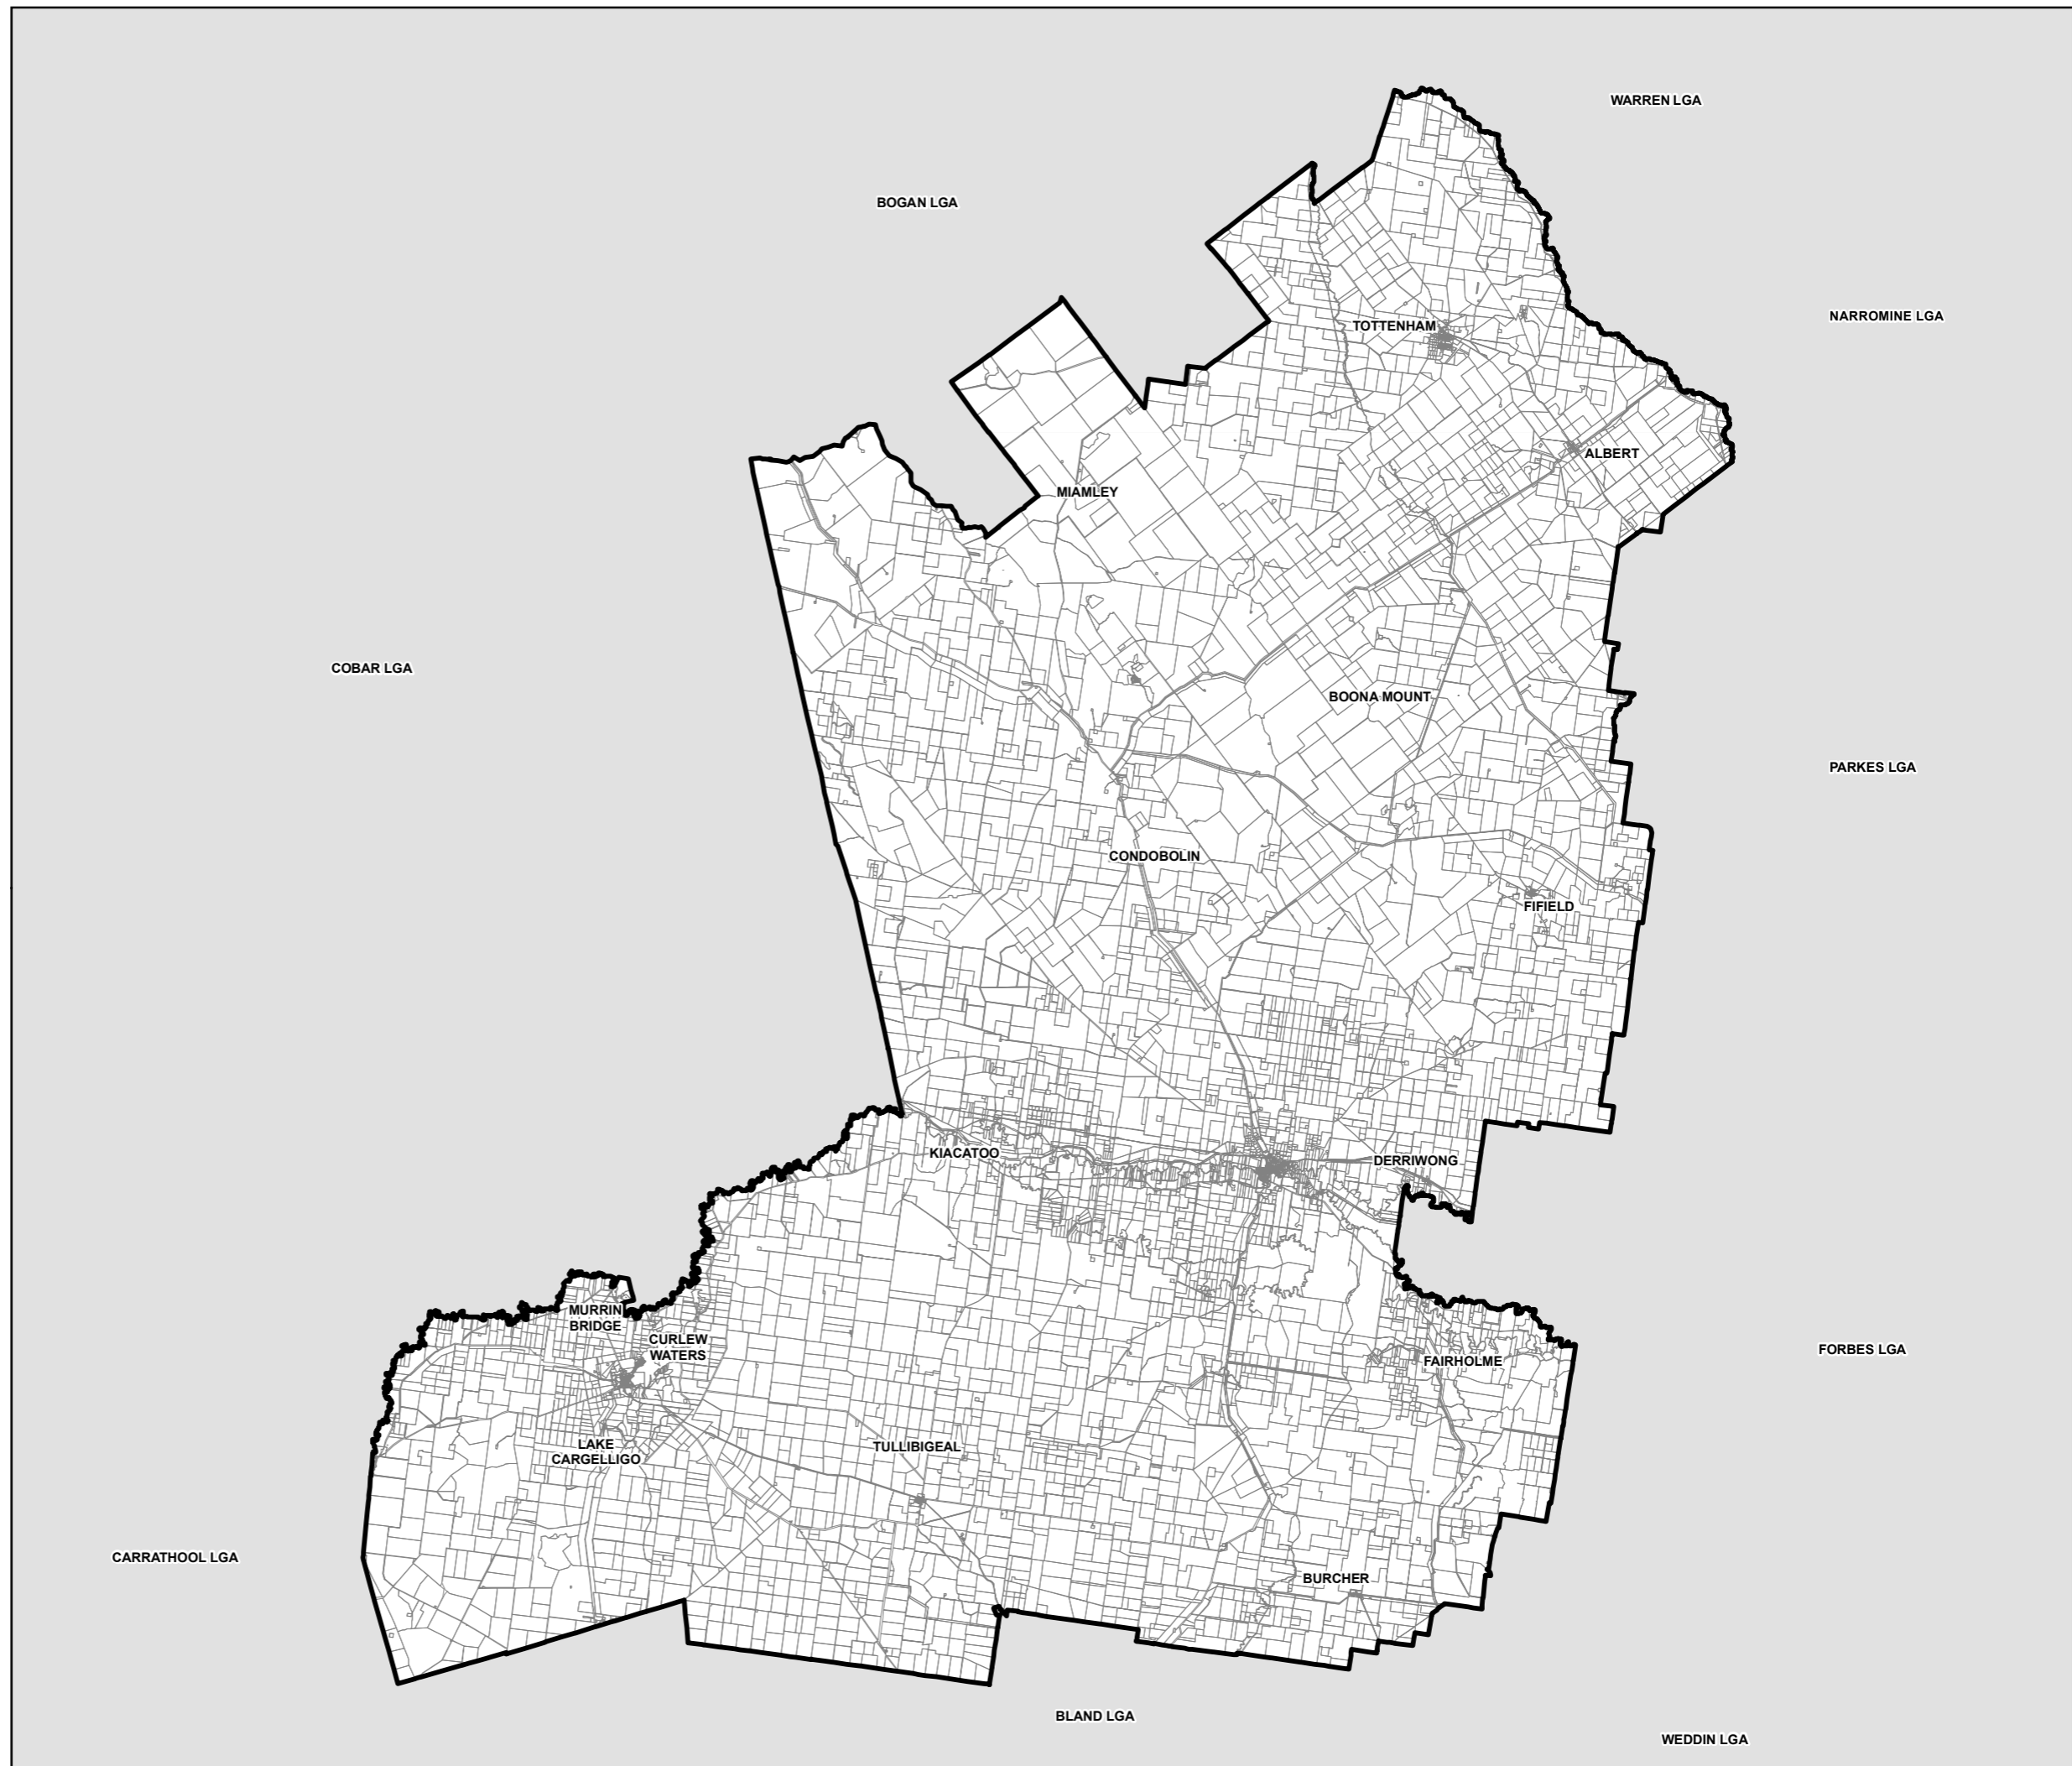 WARREN LGA
BOGAN LGA
NARROMINE LGA
TOTTENHAM
ALBERT
MIAMLEY
COBAR LGA
BOONA MOUNT
PARKES LGA
CONDOBOLIN
FIFIELD
KIACATOO
DERRIWONG
MURRIN
BRIDGE
CURLEW
WATERS
FORBES LGA
FAIRHOLME
LAKE
CARGELLIGO
TULLIBIGEAL
CARRATHOOL LGA
BURCHER
BLAND LGA
WEDDIN LGA